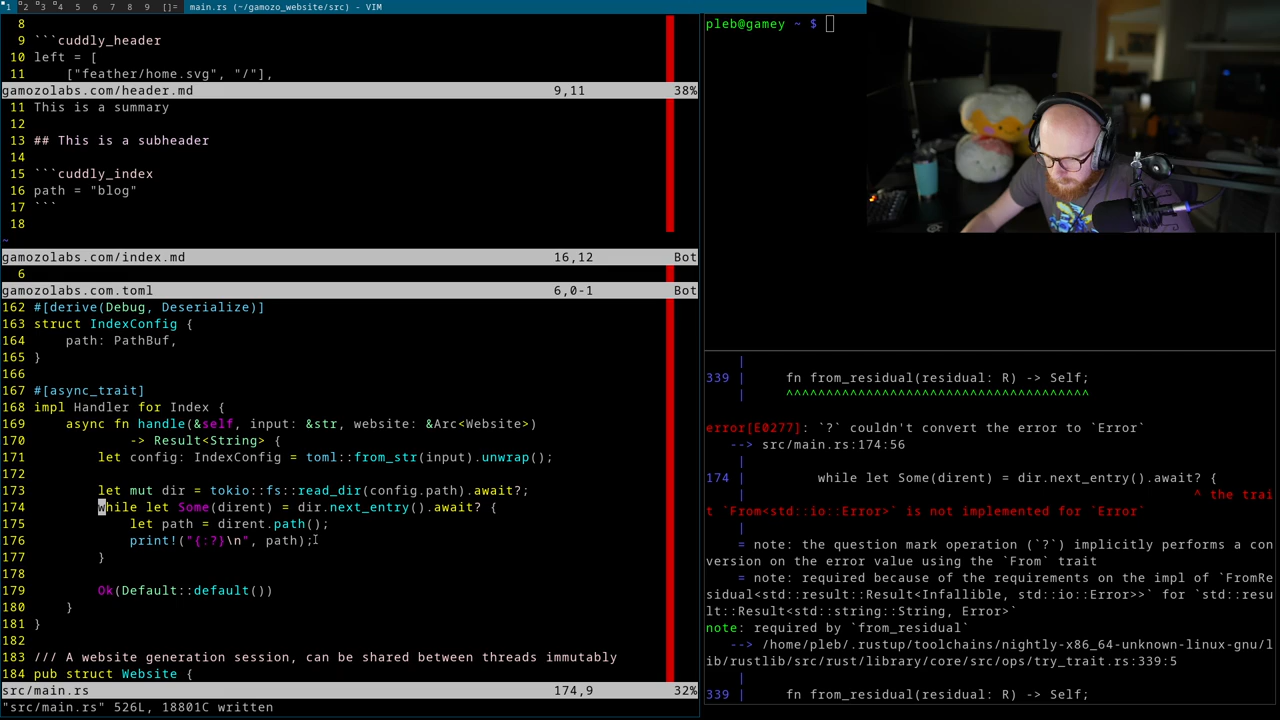 1 2 3 4 5 6 7 8 9 []= main.rs (~/gamozo_website/src) - VIM
8
9 ```cuddly_header
10 left = [
11     ["feather/home.svg", "/"],
gamozolabs.com/header.md 9,11 38%
11 This is a summary
12
13 ## This is a subheader
14
15 ```cuddly_index
16 path = "blog"
17 ```
18
~
gamozolabs.com/index.md 16,12 Bot
6
gamozolabs.com.toml 6,0-1 Bot
162 #[derive(Debug, Deserialize)]
163 struct IndexConfig {
164     path: PathBuf,
165 }
166
167 #[async_trait]
168 impl Handler for Index {
169     async fn handle(&self, input: &str, website: &Arc<Website>)
170             -> Result<String> {
171         let config: IndexConfig = toml::from_str(input).unwrap();
172
173         let mut dir = tokio::fs::read_dir(config.path).await?;
174         while let Some(dirent) = dir.next_entry().await? {
175             let path = dirent.path();
176             print!("{:?}\n", path);
177         }
178
179         Ok(Default::default())
180     }
181 }
182
183 /// A website generation session, can be shared between threads immutably
184 pub struct Website {
src/main.rs 174,9 32%
"src/main.rs" 526L, 18801C written
pleb@gamey ~ $
|
339 |     fn from_residual(residual: R) -> Self;
|     ^^^^^^^^^^^^^^^^^^^^^^^^^^^^^^^^^^^^^^
error[E0277]: `?` couldn't convert the error to `Error`
--> src/main.rs:174:56
|
174 |         while let Some(dirent) = dir.next_entry().await? {
| ^ the trai
t `From<std::io::Error>` is not implemented for `Error`
|
= note: the question mark operation (`?`) implicitly performs a con
version on the error value using the `From` trait
= note: required because of the requirements on the impl of `FromRe
sidual<std::result::Result<Infallible, std::io::Error>>` for `std::resu
lt::Result<std::string::String, Error>`
note: required by `from_residual`
--> /home/pleb/.rustup/toolchains/nightly-x86_64-unknown-linux-gnu/l
ib/rustlib/src/rust/library/core/src/ops/try_trait.rs:339:5
|
339 |     fn from_residual(residual: R) -> Self;